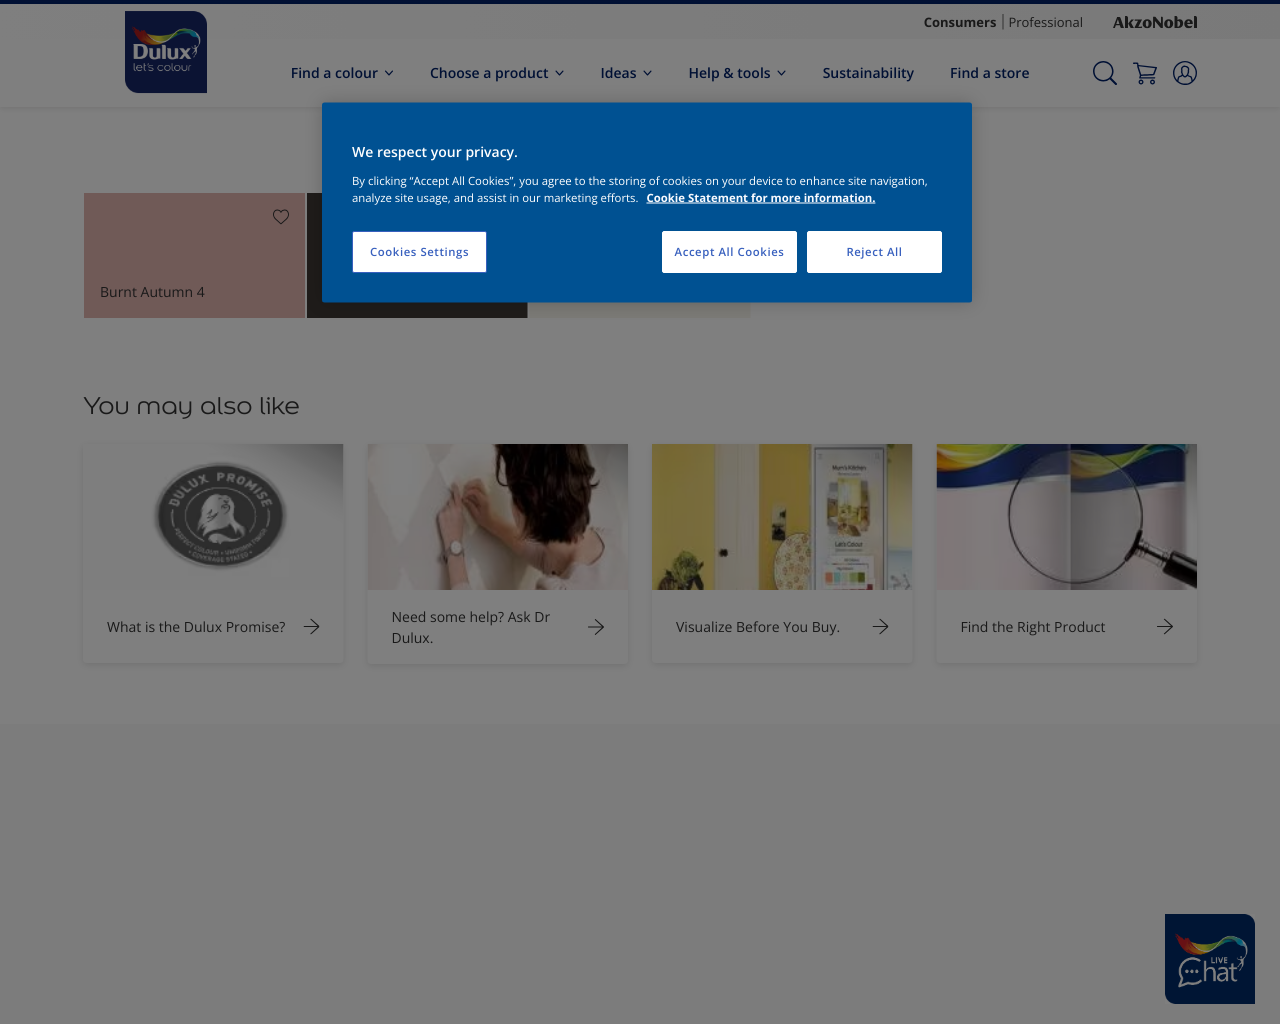 Consumers
Professional
AkzoNobel
Dulux
let's colour
Find a colour
Choose a product
Ideas
Help & tools
Sustainability
Find a store
We respect your privacy.
By clicking “Accept All Cookies”, you agree to the storing of cookies on your device to enhance site navigation,
analyze site usage, and assist in our marketing efforts. Cookie Statement for more information.
Cookies Settings
Accept All Cookies
Reject All
Burnt Autumn 4
You may also like
DULUX PROMISE
Mum's Kitchen
Let's Colour
What is the Dulux Promise?
Need some help? Ask Dr
Dulux.
Visualize Before You Buy.
Find the Right Product
LIVE
Chat